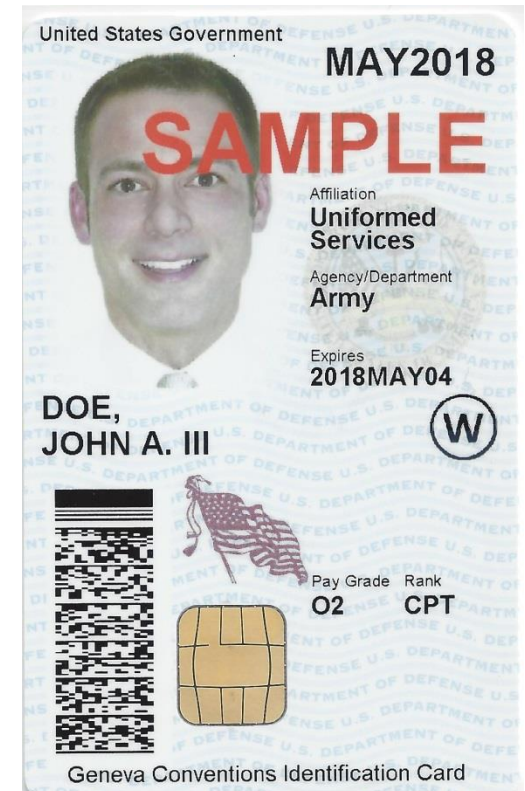 United States Government
MAY2018
SAMPLE
Affiliation
Uniformed
Services
Agency/Department
Army
Expires
2018MAY04
DOE,
JOHN A. III
W
Pay Grade Rank
O2 CPT
Geneva Conventions Identification Card